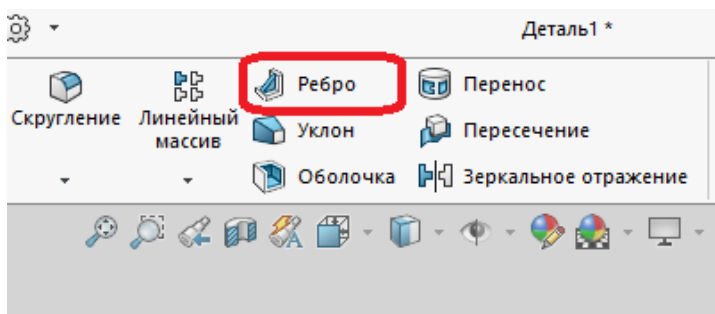 Деталь1 *
Ребро
Перенос
Скругление
Линейный
массив
Уклон
Пересечение
Оболочка
Зеркальное отражение